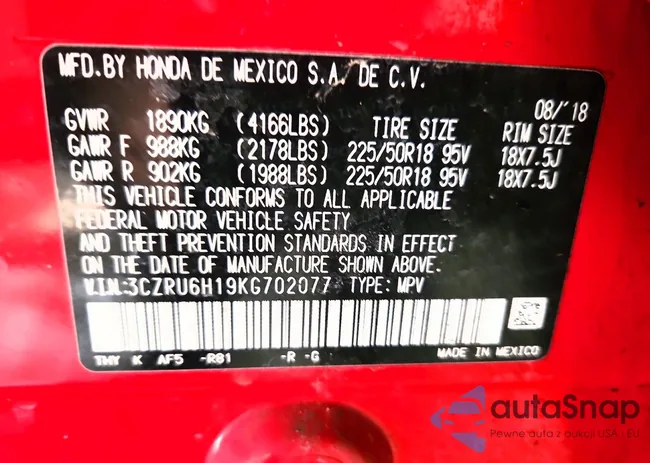 MFD.BY HONDA DE MEXICO S.A. DE C.V.
08/'18
GVWR 1890KG (4166LBS) TIRE SIZE RIM SIZE
GAWR F 988KG (2178LBS) 225/50R18 95V 18X7.5J
GAWR R 902KG (1988LBS) 225/50R18 95V 18X7.5J
THIS VEHICLE CONFORMS TO ALL APPLICABLE
FEDERAL MOTOR VEHICLE SAFETY
AND THEFT PREVENTION STANDARDS IN EFFECT
ON THE DATE OF MANUFACTURE SHOWN ABOVE.
V.I.N.:3CZRU6H19KG702077 TYPE: MPV
THY K AF5 -R81 -R -G MADE IN MEXICO
autaSnap
Pewne auta z aukcji USA i EU